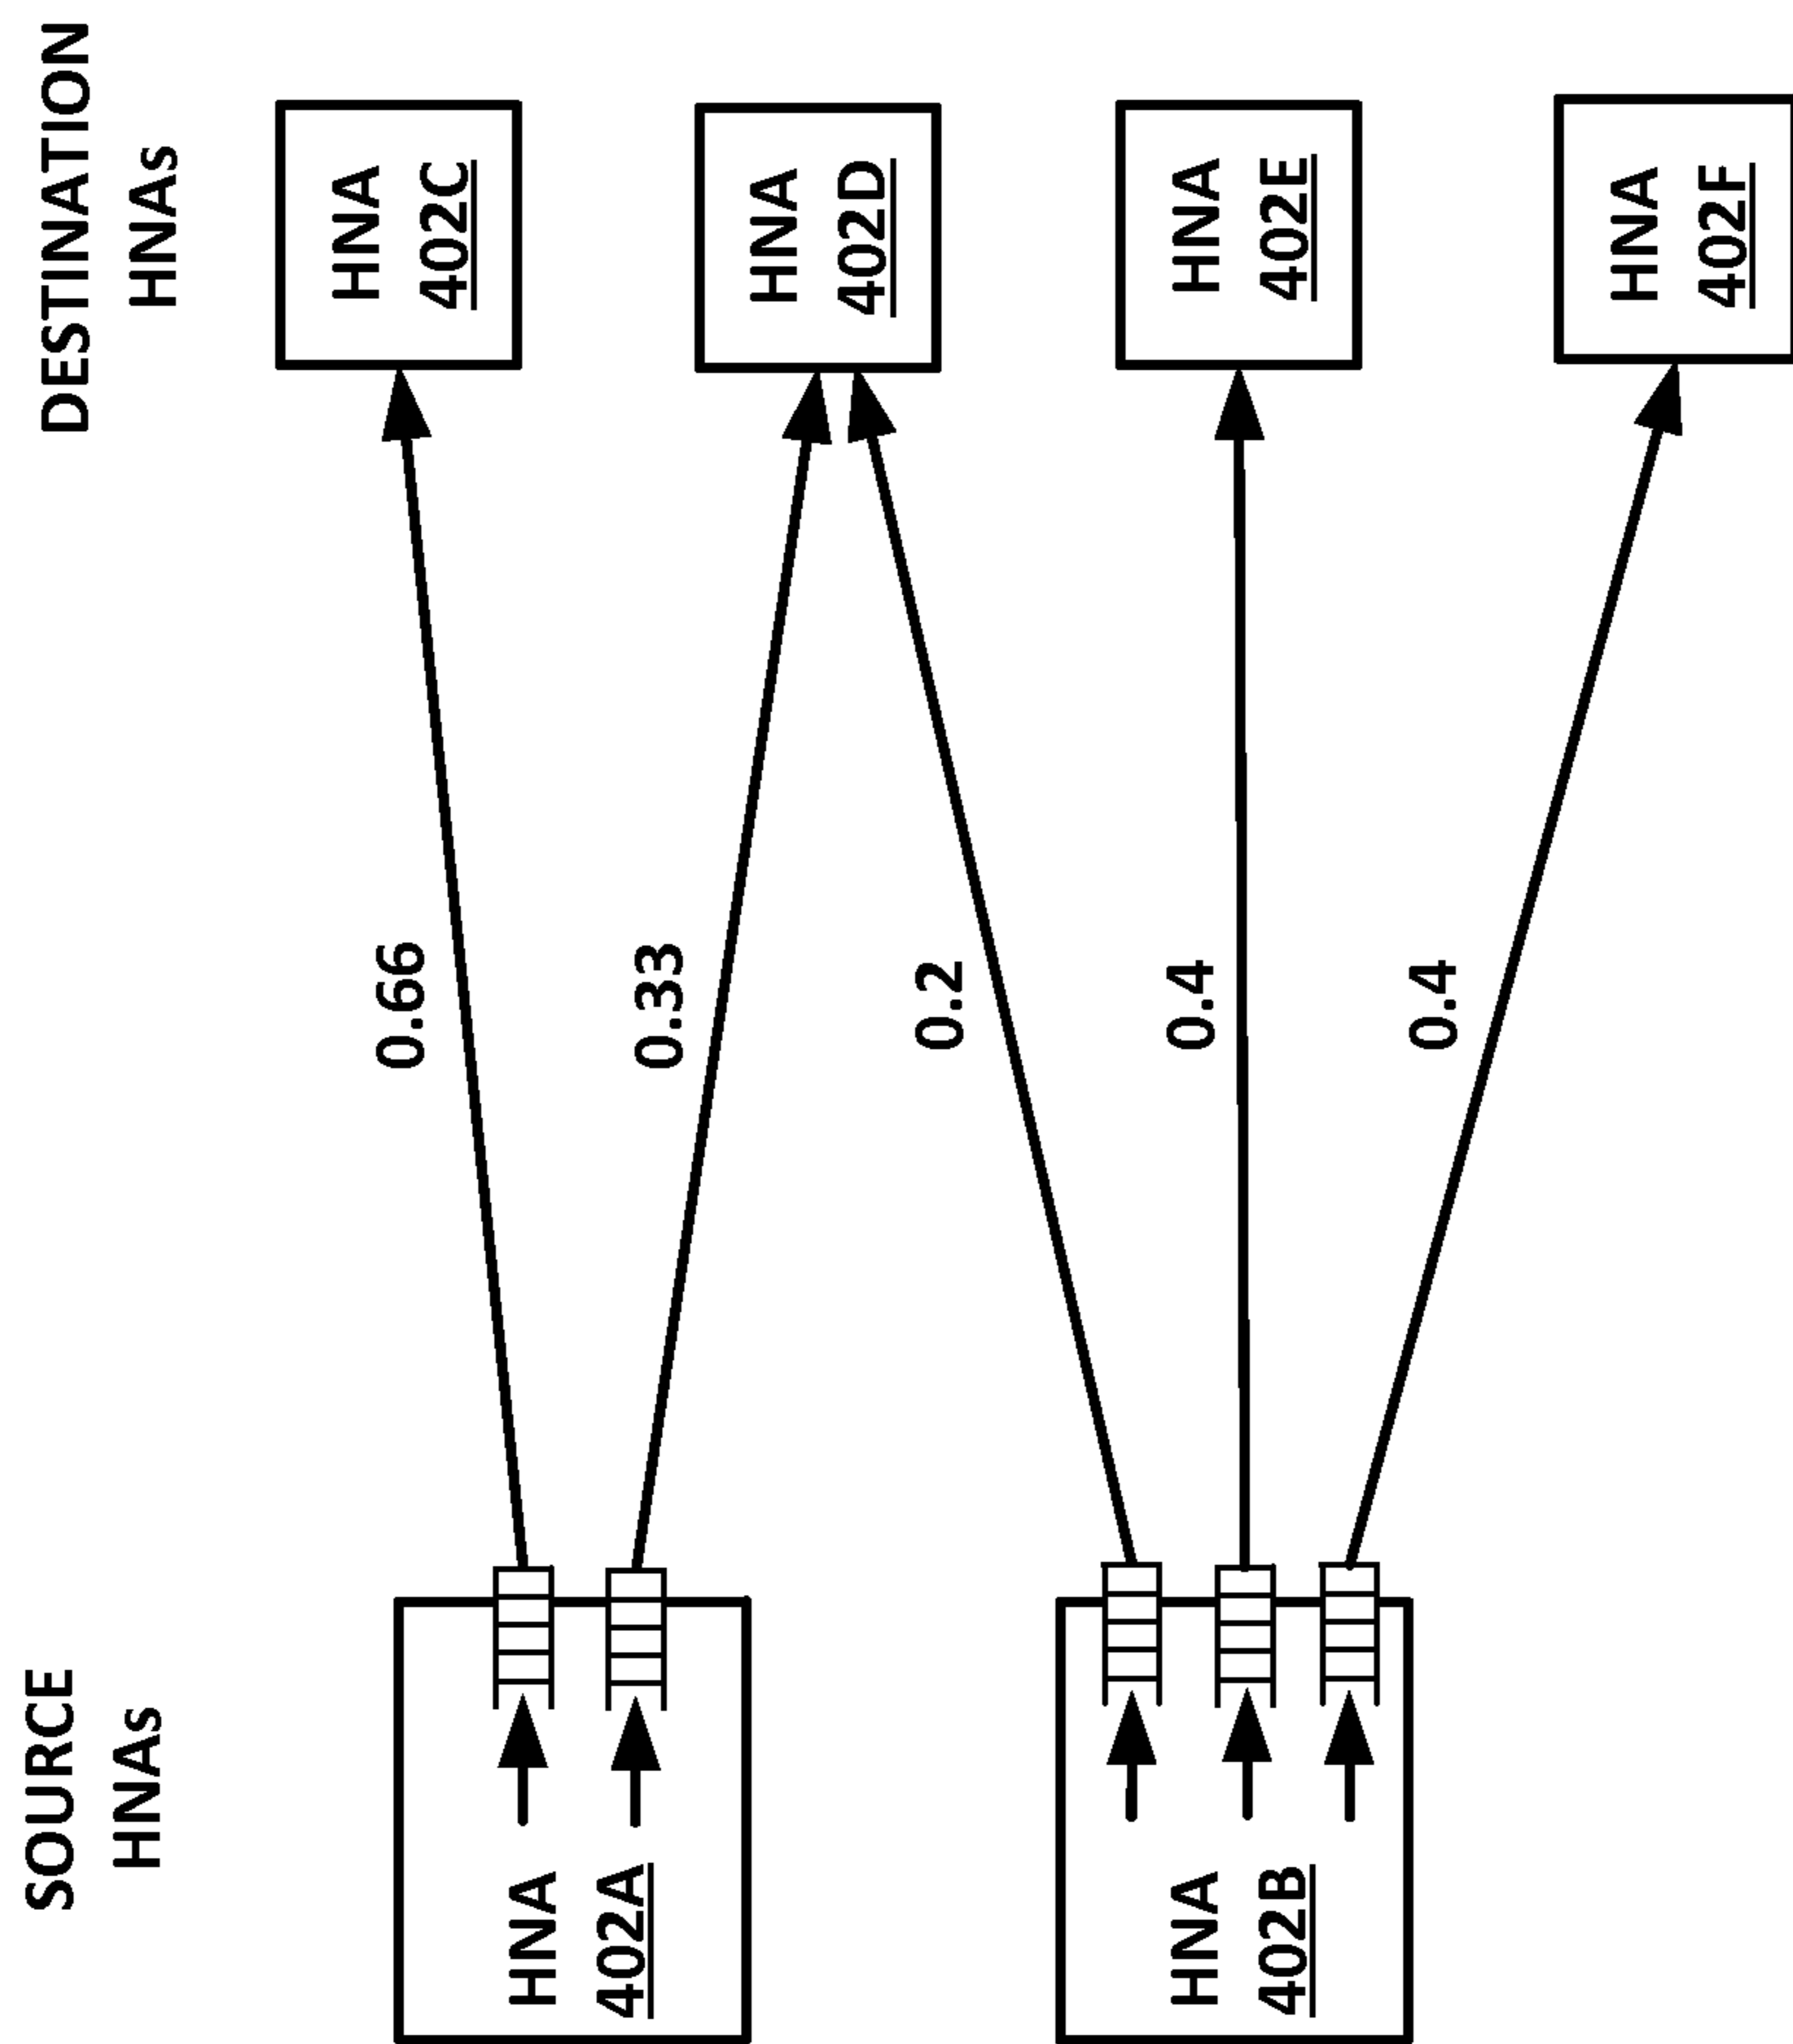 SOURCE
HNAs
DESTINATION
HNAs
HNA
402A
HNA
402B
0.66
0.33
0.2
0.4
0.4
HNA
402C
HNA
402D
HNA
402E
HNA
402F